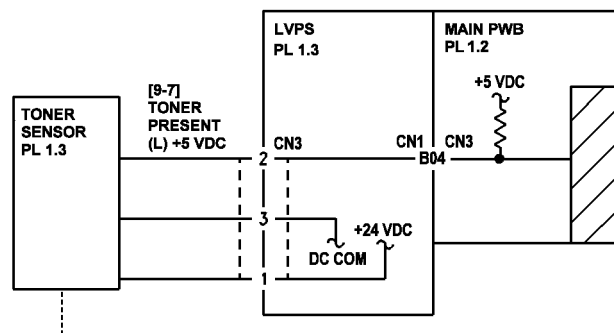 TONER
SENSOR
PL 1.3
[9-7]
TONER
PRESENT
(L) +5 VDC
LVPS
PL 1.3
MAIN PWB
PL 1.2
+5 VDC
2 CN3
CN1 B04 CN3
3
DC COM
+24 VDC
1